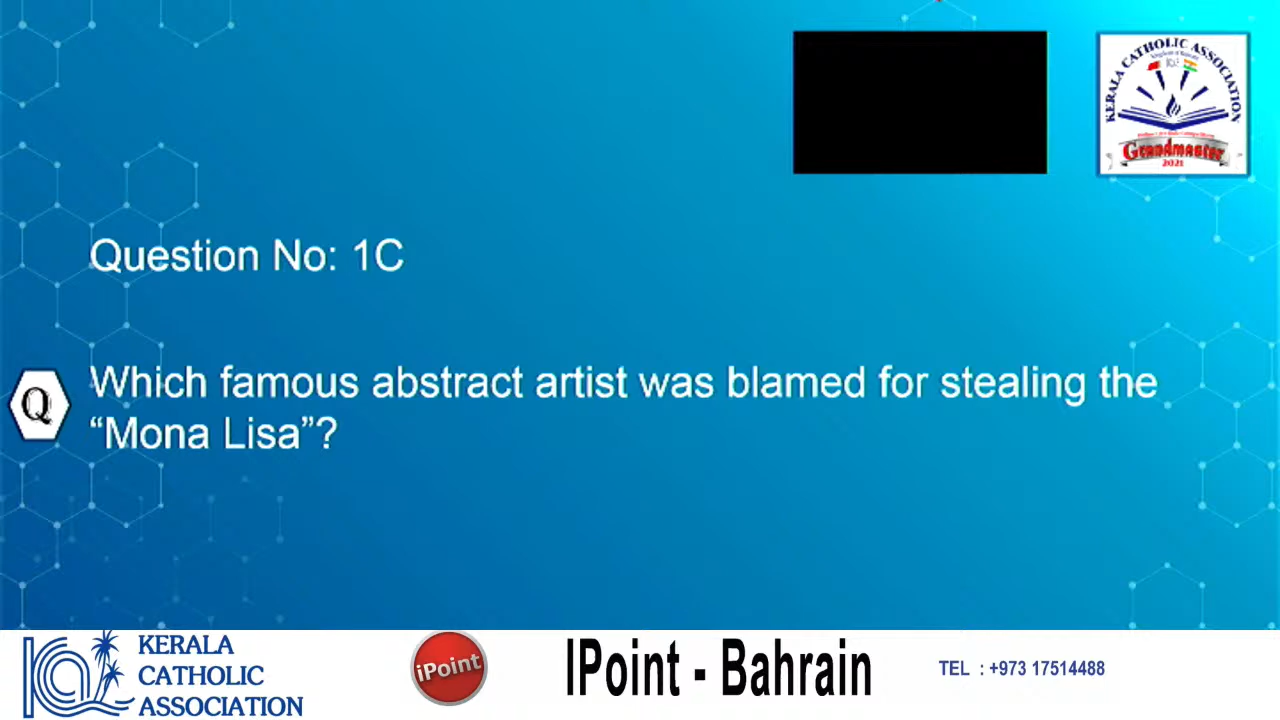 KERALA CATHOLIC ASSOCIATION
Grandmaster
2021
Question No: 1C
Q
Which famous abstract artist was blamed for stealing the
“Mona Lisa”?
KERALA
CATHOLIC
ASSOCIATION
iPoint
IPoint - Bahrain
TEL : +973 17514488